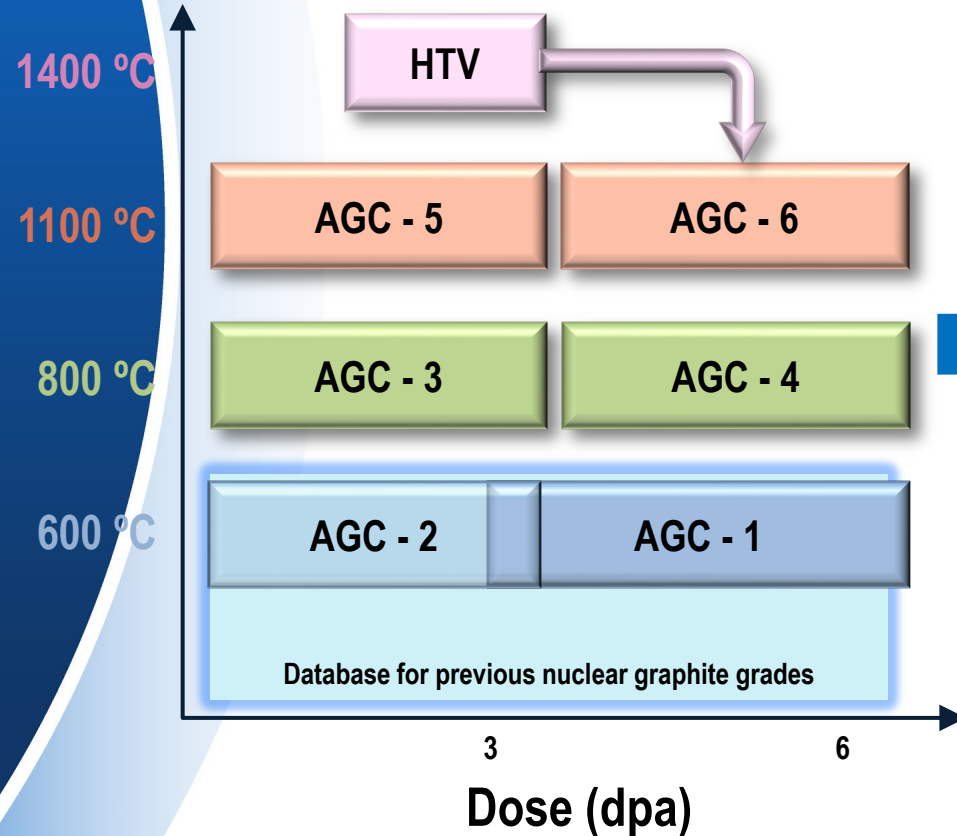 1400 ºC
HTV
1100 ºC
AGC - 5
AGC - 6
800 ºC
AGC - 3
AGC - 4
600 ºC
AGC - 2
AGC - 1
Database for previous nuclear graphite grades
3
6
Dose (dpa)